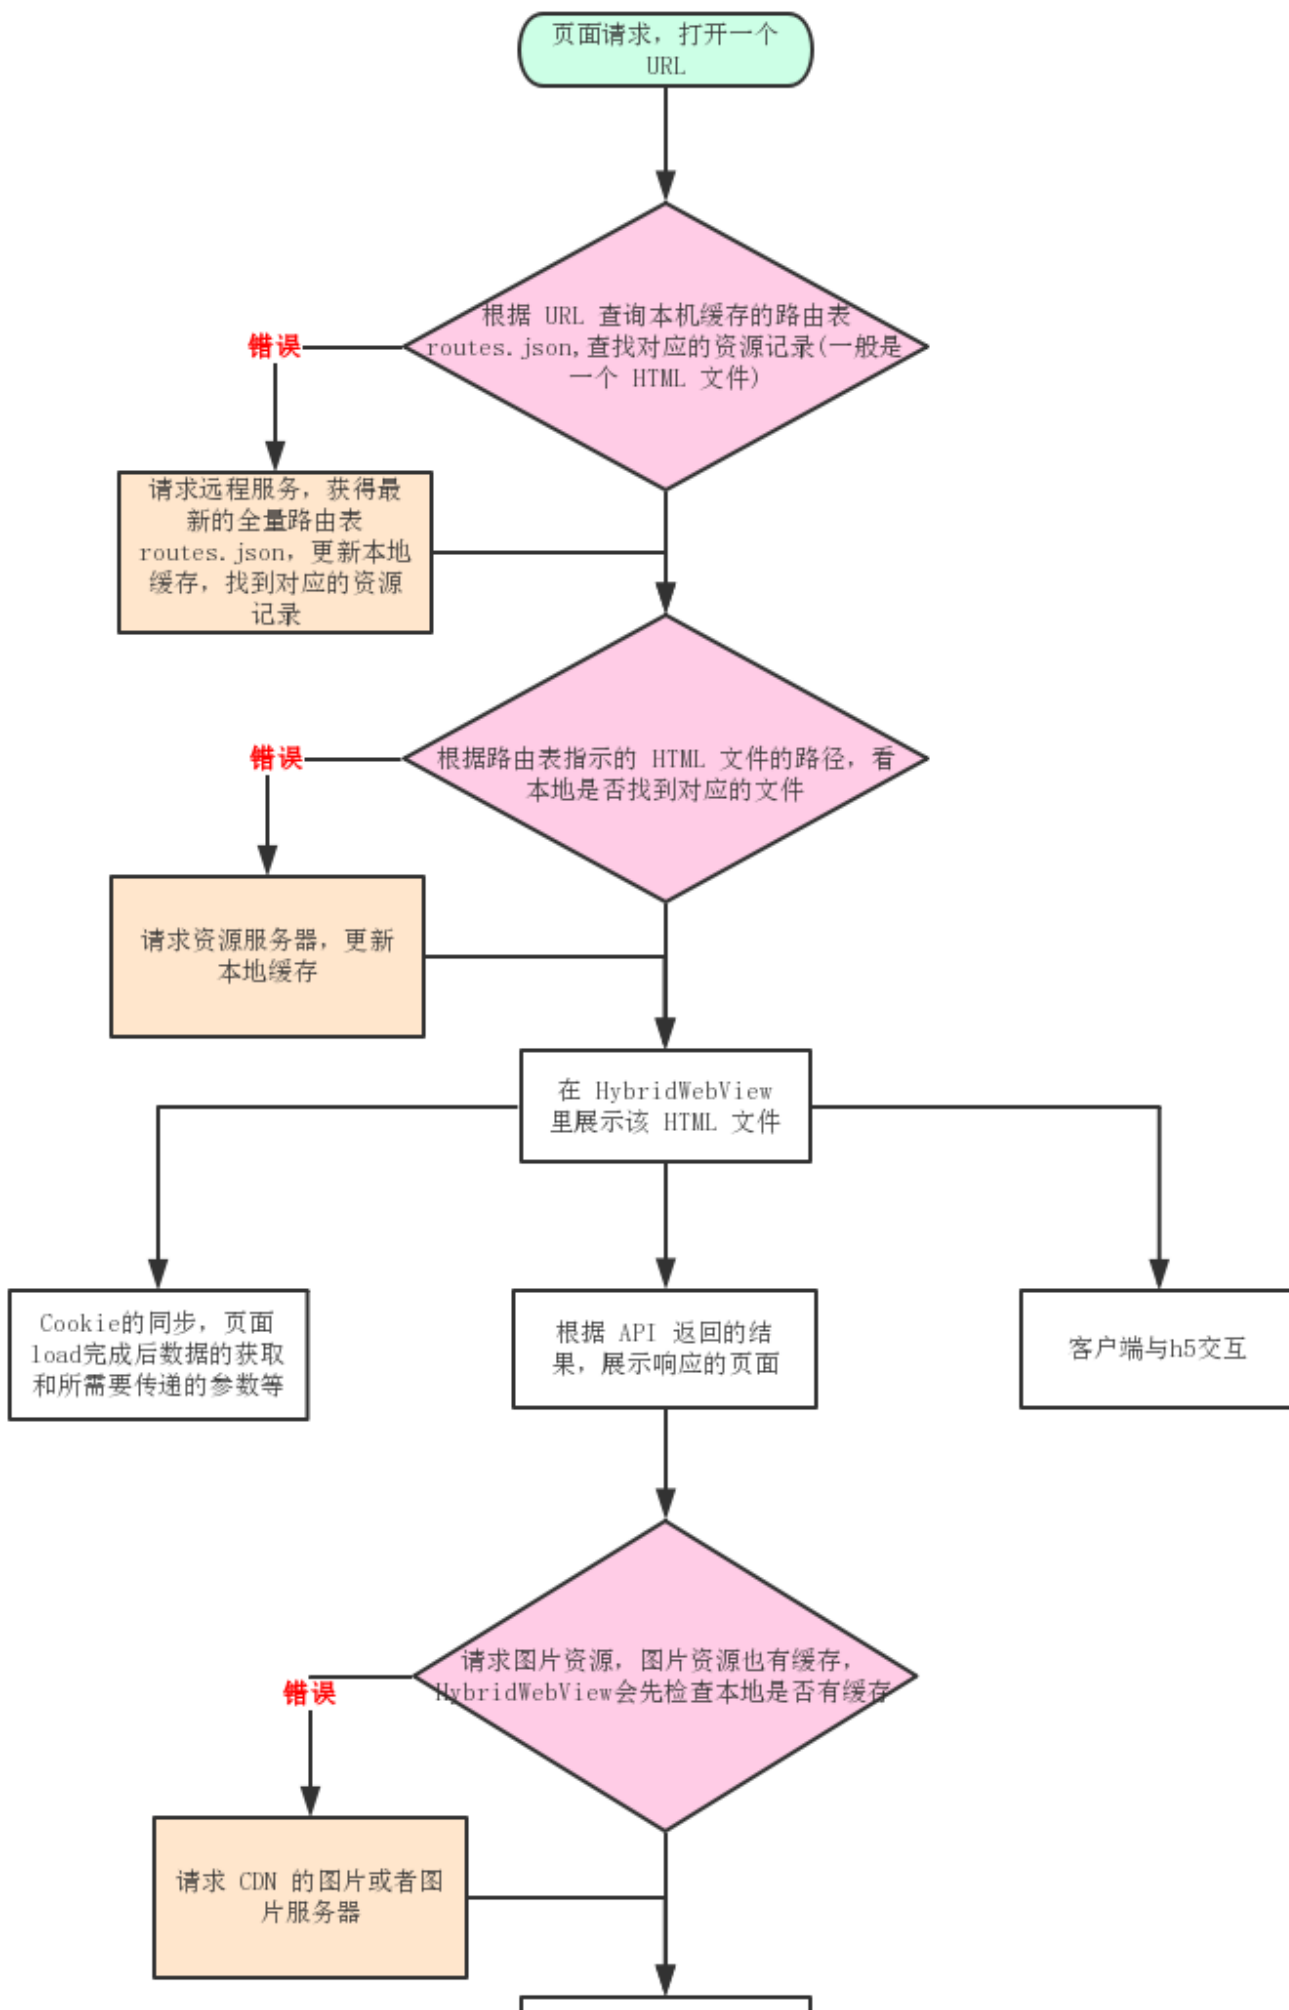 页面请求，打开一个
URL
根据 URL 查询本机缓存的路由表
routes.json,查找对应的资源记录(一般是
一个 HTML 文件)
错误
请求远程服务，获得最
新的全量路由表
routes.json，更新本地
缓存，找到对应的资源
记录
根据路由表指示的 HTML 文件的路径，看
本地是否找到对应的文件
错误
请求资源服务器，更新
本地缓存
在 HybridWebView
里展示该 HTML 文件
Cookie的同步，页面
load完成后数据的获取
和所需要传递的参数等
根据 API 返回的结
果，展示响应的页面
客户端与h5交互
请求图片资源，图片资源也有缓存，
HybridWebView会先检查本地是否有缓存
错误
请求 CDN 的图片或者图
片服务器